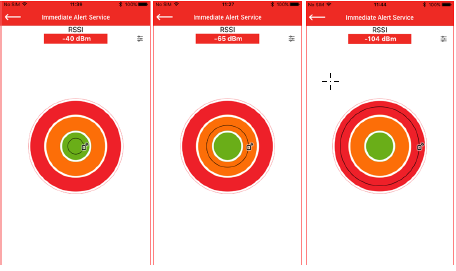 No SIM 11:36 100%
Immediate Alert Service
RSSI
-40 dBm
No SIM 11:37 100%
Immediate Alert Service
RSSI
-65 dBm
No SIM 11:44 100%
Immediate Alert Service
RSSI
-104 dBm